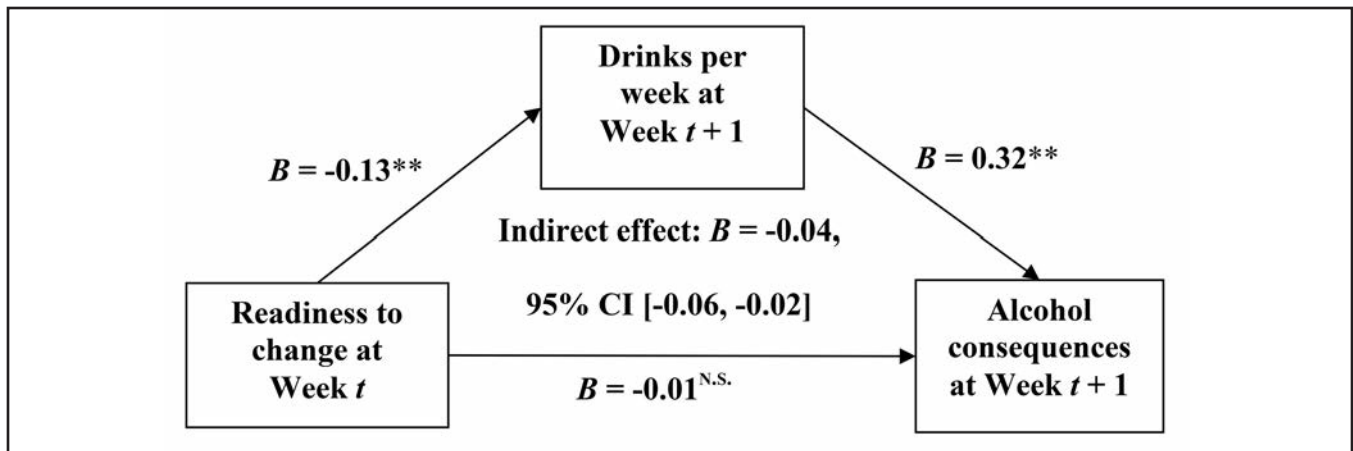 Drinks per
week at
Week t + 1
B = -0.13**
B = 0.32**
Indirect effect: B = -0.04,
95% CI [-0.06, -0.02]
Readiness to
change at
Week t
B = -0.01N.S.
Alcohol
consequences
at Week t + 1